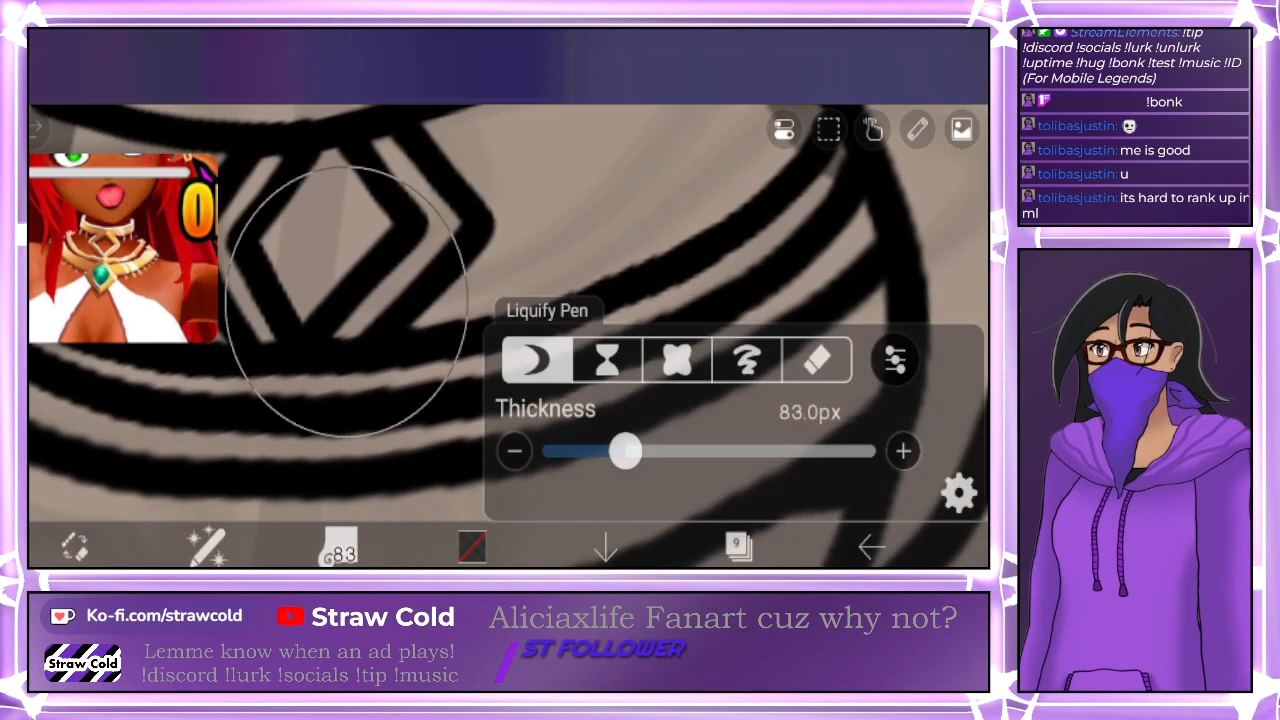 StreamElements: !tip
!discord !socials !lurk !unlurk
!uptime !hug !bonk !test !music !ID
(For Mobile Legends)
!bonk
tolibasjustin:
tolibasjustin: me is good
tolibasjustin: u
tolibasjustin: its hard to rank up in
ml
0
Liquify Pen
Thickness
83.0px
83
9
Ko-fi.com/strawcold
Straw Cold
Aliciaxlife Fanart cuz why not?
Straw Cold
Lemme know when an ad plays!
!discord !lurk !socials !tip !music
ST FOLLOWER